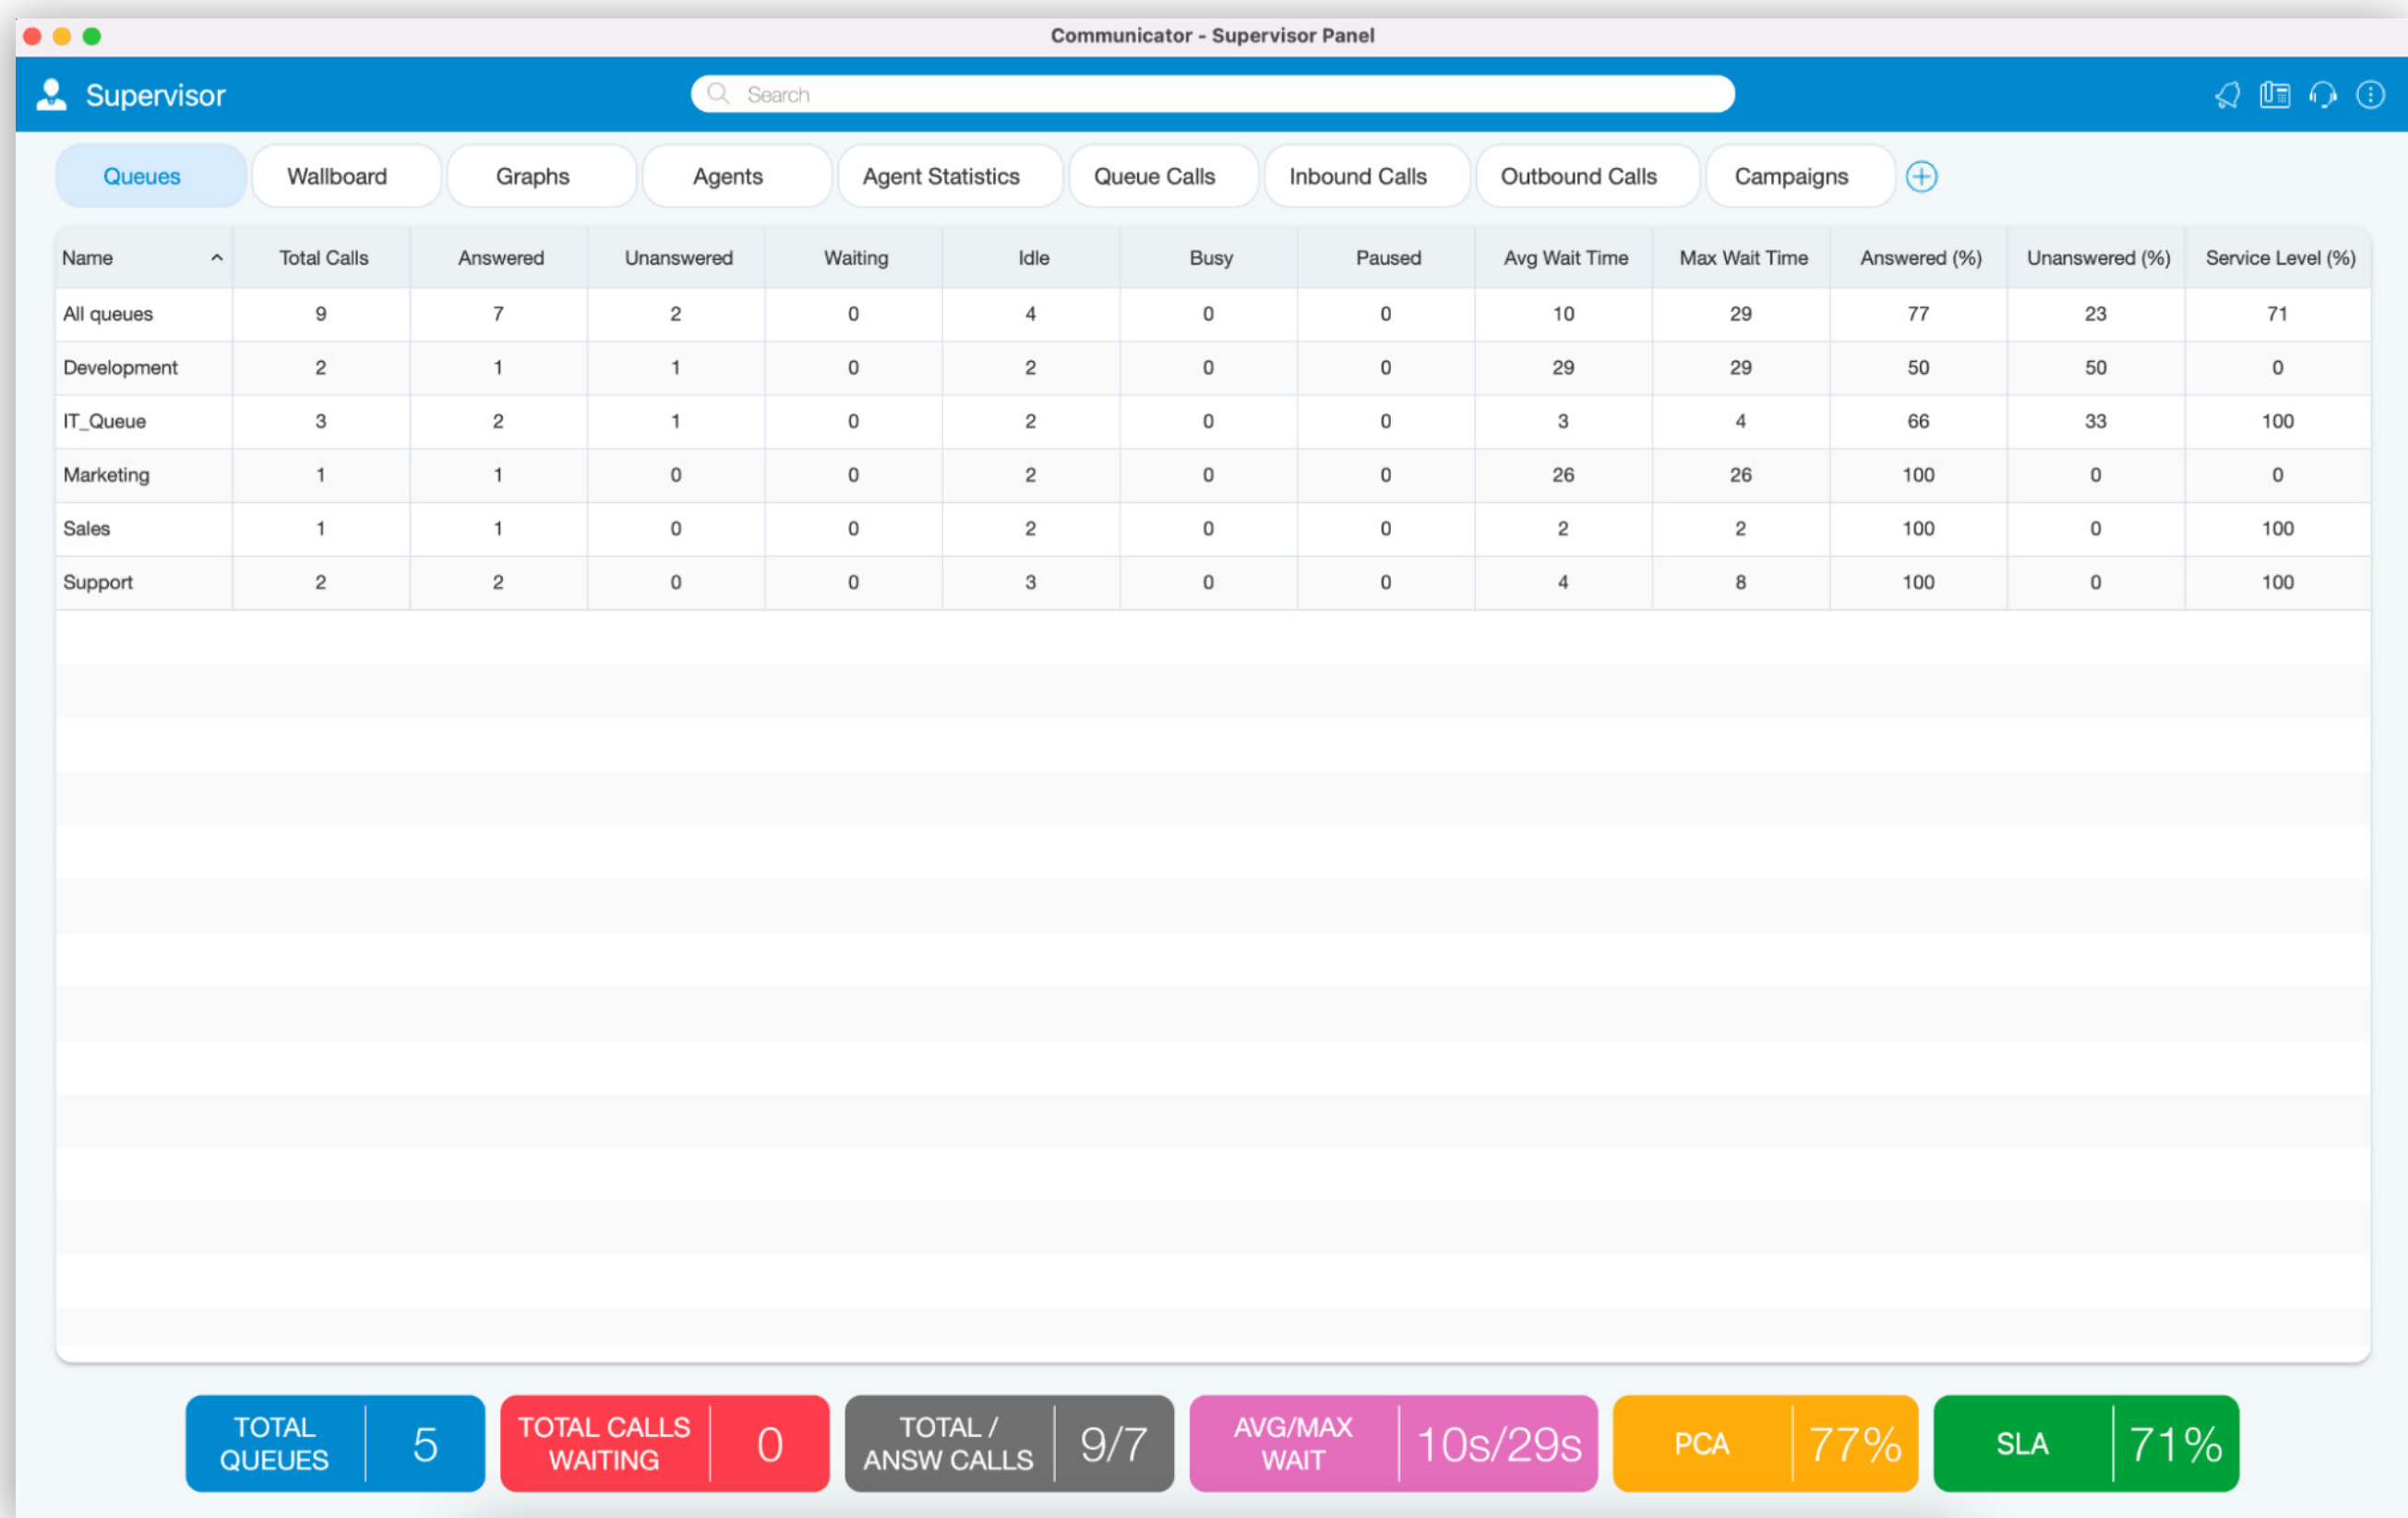 Communicator - Supervisor Panel
Supervisor
Search
Queues Wallboard Graphs Agents Agent Statistics Queue Calls Inbound Calls Outbound Calls Campaigns
Name Total Calls Answered Unanswered Waiting Idle Busy Paused Avg Wait Time Max Wait Time Answered (%) Unanswered (%) Service Level (%)
All queues 9 7 2 0 4 0 0 10 29 77 23 71
Development 2 1 1 0 2 0 0 29 29 50 50 0
IT_Queue 3 2 1 0 2 0 0 3 4 66 33 100
Marketing 1 1 0 0 2 0 0 26 26 100 0 0
Sales 1 1 0 0 2 0 0 2 2 100 0 100
Support 2 2 0 0 3 0 0 4 8 100 0 100
TOTAL
QUEUES
5
TOTAL CALLS
WAITING
0
TOTAL /
ANSW CALLS
9/7
AVG/MAX
WAIT
10s/29s
PCA
77%
SLA
71%